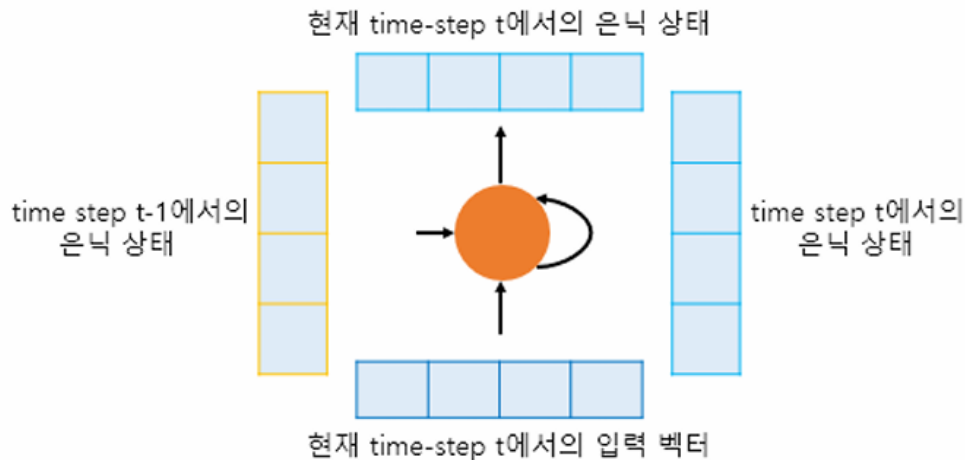 현재 time-step t에서의 은닉 상태
time step t-1에서의
은닉 상태
time step t에서의
은닉 상태
현재 time-step t에서의 입력 벡터